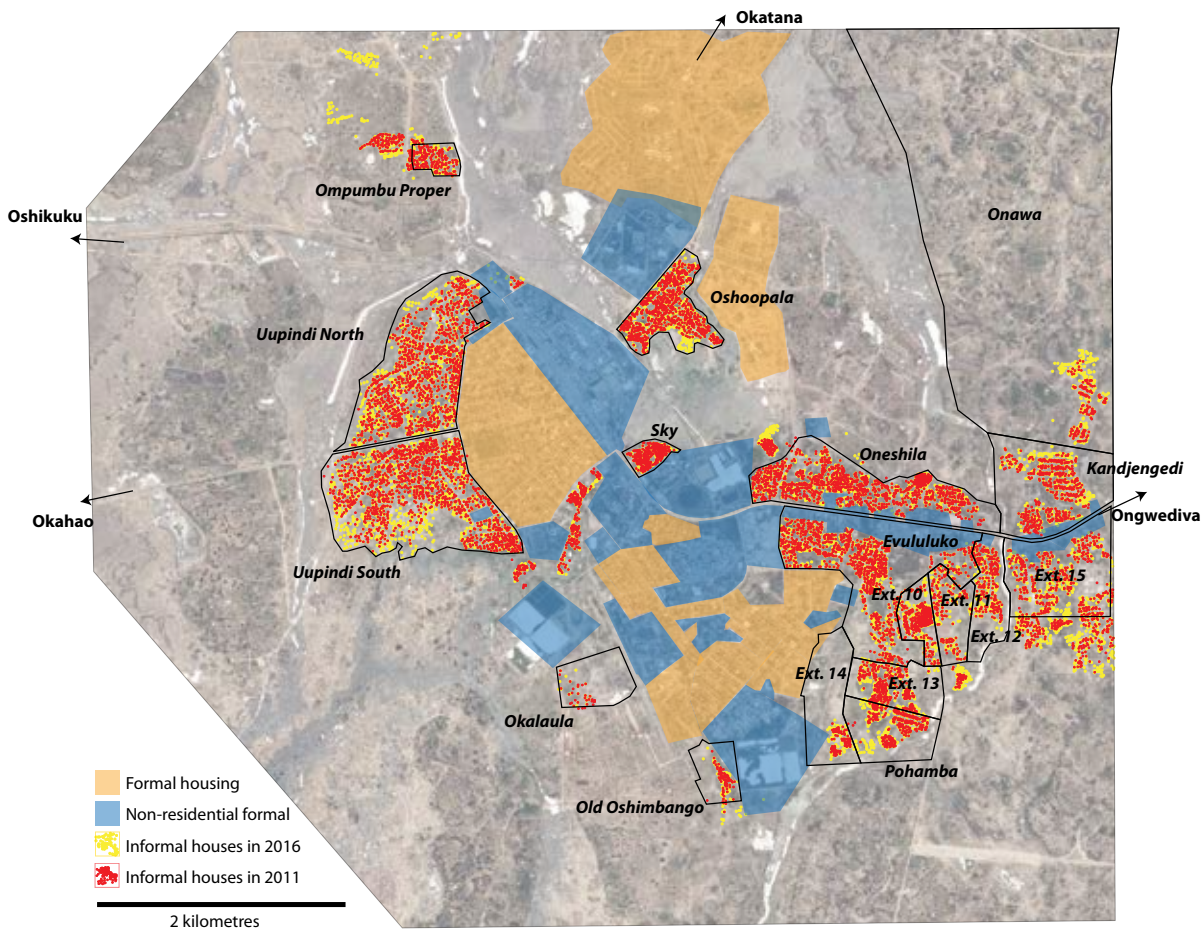 Okatana
Onawa
Ompumbu Proper
Oshikuku
Oshoopala
Uupindi North
Sky
Oneshila
Kandjengedi
Okahao
Ongwediva
Evululuko
Uupindi South
Ext. 15
Ext. 10
Ext. 11
Ext. 12
Ext. 14
Ext. 13
Okalaula
Pohamba
Old Oshimbango
Formal housing
Non-residential formal
Informal houses in 2016
Informal houses in 2011
2 kilometres